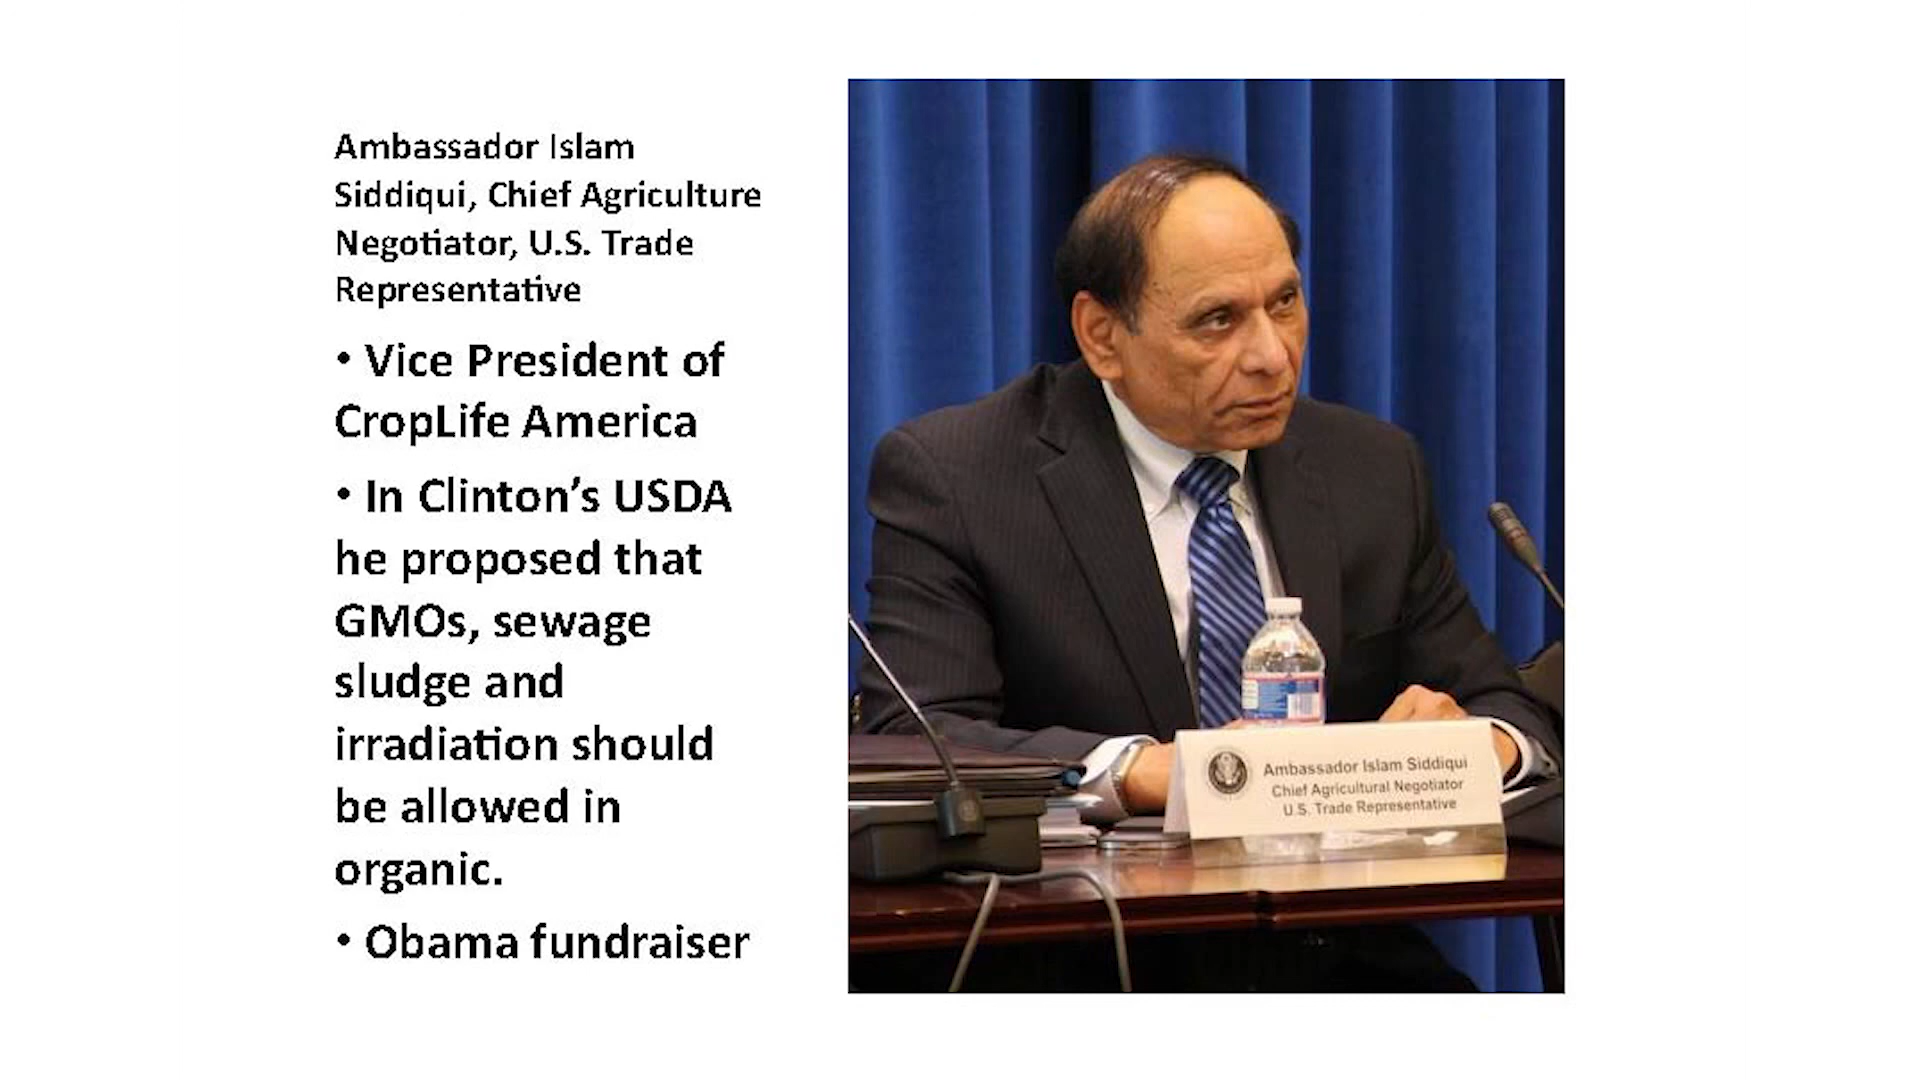 Ambassador Islam
Siddiqui, Chief Agriculture
Negotiator, U.S. Trade
Representative
• Vice President of
CropLife America
• In Clinton’s USDA
he proposed that
GMOs, sewage
sludge and
irradiation should
be allowed in
organic.
• Obama fundraiser
Ambassador Islam Siddiqui
Chief Agricultural Negotiator
U.S. Trade Representative